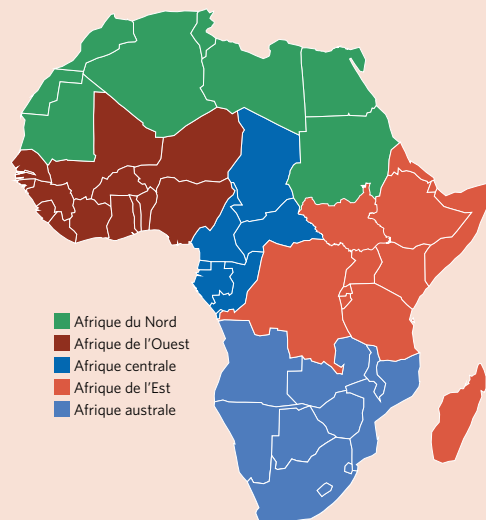 Afrique du Nord
Afrique de l'Ouest
Afrique centrale
Afrique de l'Est
Afrique australe